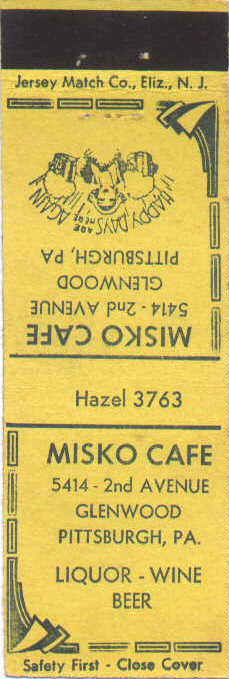 Jersey Match Co., Eliz., N. J.
MISKO CAFE
5414 - 2nd AVENUE
GLENWOOD
PITTSBURGH, PA
HAPPY DAYS
ARE HERE
AGAIN
Hazel 3763
MISKO CAFE
5414 - 2nd AVENUE
GLENWOOD
PITTSBURGH, PA.
LIQUOR - WINE
BEER
Safety First - Close Cover